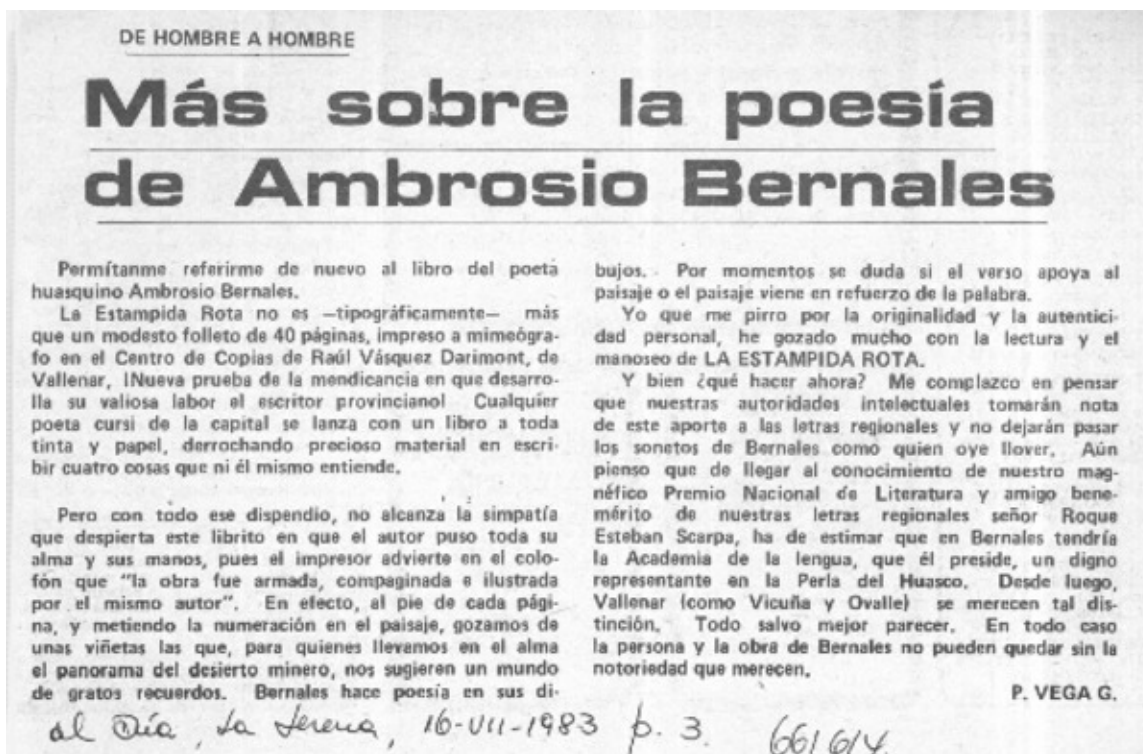 DE HOMBRE A HOMBRE
Más sobre la poesía
de Ambrosio Bernales
Permítanme referirme de nuevo al libro del poeta
huasquino Ambrosio Bernales.
La Estampida Rota no es —tipográficamente— más
que un modesto folleto de 40 páginas, impreso a mimeógra-
fo en el Centro de Copias de Raúl Vásquez Darimont, de
Vallenar, !Nueva prueba de la mendicancia en que desarro-
lla su valiosa labor el escritor provinciano! Cualquier
poeta cursi de la capital se lanza con un libro a toda
tinta y papel, derrochando precioso material en escri-
bir cuatro cosas que ni él mismo entiende.
Pero con todo ese dispendio, no alcanza la simpatía
que despierta este librito en que el autor puso toda su
alma y sus manos, pues el impresor advierte en el colo-
fón que "la obra fue armada, compaginada e ilustrada
por el mismo autor". En efecto, al pie de cada pági-
na, y metiendo la numeración en el paisaje, gozamos de
unas viñetas las que, para quienes llevamos en el alma
el panorama del desierto minero, nos sugieren un mundo
de gratos recuerdos. Bernales hace poesía en sus di-
bujos. Por momentos se duda si el verso apoya al
paisaje o el paisaje viene en refuerzo de la palabra.
Yo que me pirro por la originalidad y la autentici-
dad personal, he gozado mucho con la lectura y el
manoseo de LA ESTAMPIDA ROTA.
Y bien ¿qué hacer ahora? Me complazco en pensar
que nuestras autoridades intelectuales tomarán nota
de este aporte a las letras regionales y no dejarán pasar
los sonetos de Bernales como quien oye llover. Aún
pienso que de llegar al conocimiento de nuestro mag-
néfico Premio Nacional de Literatura y amigo bene-
mérito de nuestras letras regionales señor Roque
Esteban Scarpa, ha de estimar que en Bernales tendría
la Academia de la lengua, que él preside, un digno
representante en la Perla del Huasco. Desde luego,
Vallenar (como Vicuña y Ovalle) se merecen tal dis-
tinción. Todo salvo mejor parecer. En todo caso
la persona y la obra de Bernales no pueden quedar sin la
notoriedad que merecen.
P. VEGA G.
al Día, La Serena, 16-VII-1983 p. 3. 661614